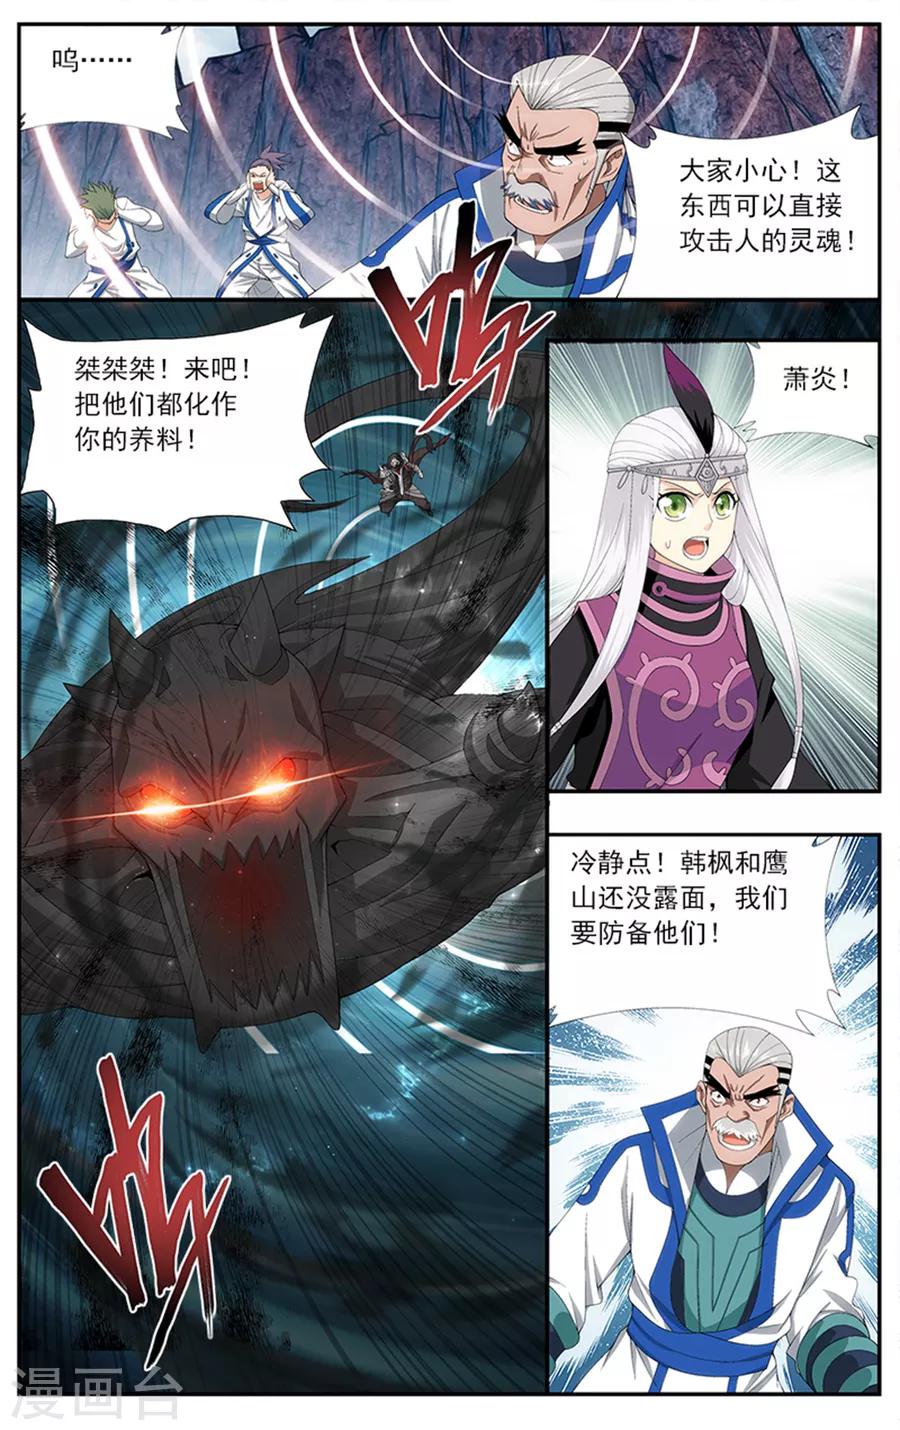 呜……
大家小心！这
东西可以直接
攻击人的灵魂！
吼
桀桀桀！来吧！
把他们都化作
你的养料！
萧炎！
冷静点！韩枫和鹰
山还没露面，我们
要防备他们！
吼
漫画台